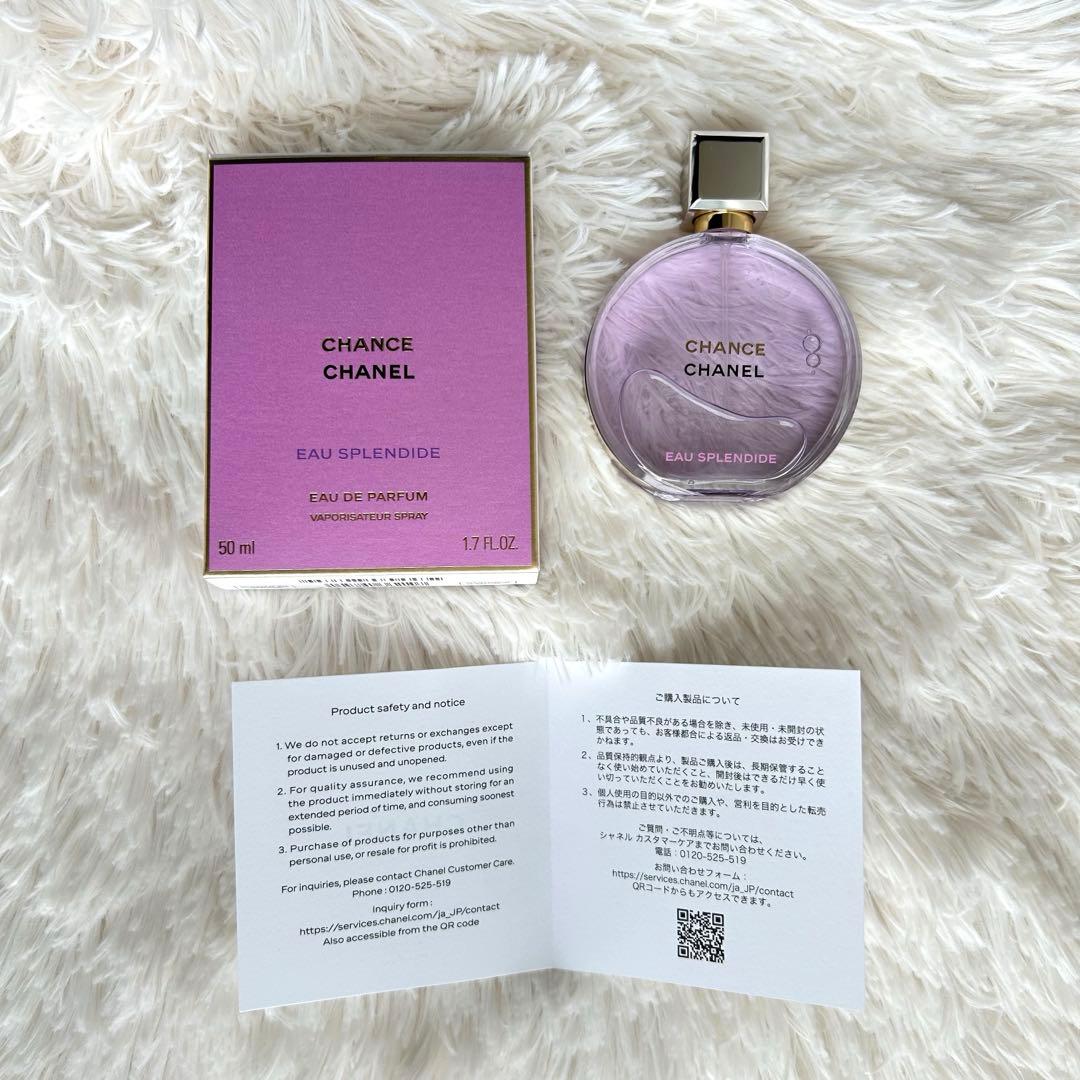 CHANCE
CHANEL
EAU SPLENDIDE
EAU DE PARFUM
VAPORISATEUR SPRAY
50 ml
1.7 FL.OZ.
CHANCE
CHANEL
EAU SPLENDIDE
Product safety and notice
1. We do not accept returns or exchanges except
for damaged or defective products, even if the
product is unused and unopened.
2. For quality assurance, we recommend using
the product immediately without storing for an
extended period of time, and consuming soonest
possible.
3. Purchase of products for purposes other than
personal use, or resale for profit is prohibited.
For inquiries, please contact Chanel Customer Care.
Phone : 0120-525-519
Inquiry form :
https://services.chanel.com/ja_JP/contact
Also accessible from the QR code
ご購入製品について
1、不具合や品質不良がある場合を除き、未使用・未開封の状
態であっても、お客様都合による返品・交換はお受けでき
かねます。
2、品質保持的観点より、製品ご購入後は、長期保管すること
なく使い始めていただくこと、開封後はできるだけ早く使
い切っていただくことをお勧めいたします。
3、個人使用の目的以外でのご購入や、営利を目的とした転売
行為は禁止させていただきます。
ご質問・ご不明点等については、
シャネル カスタマーケアまでお問い合わせください。
電話：0120-525-519
お問い合わせフォーム：
https://services.chanel.com/ja_JP/contact
QRコードからもアクセスできます。